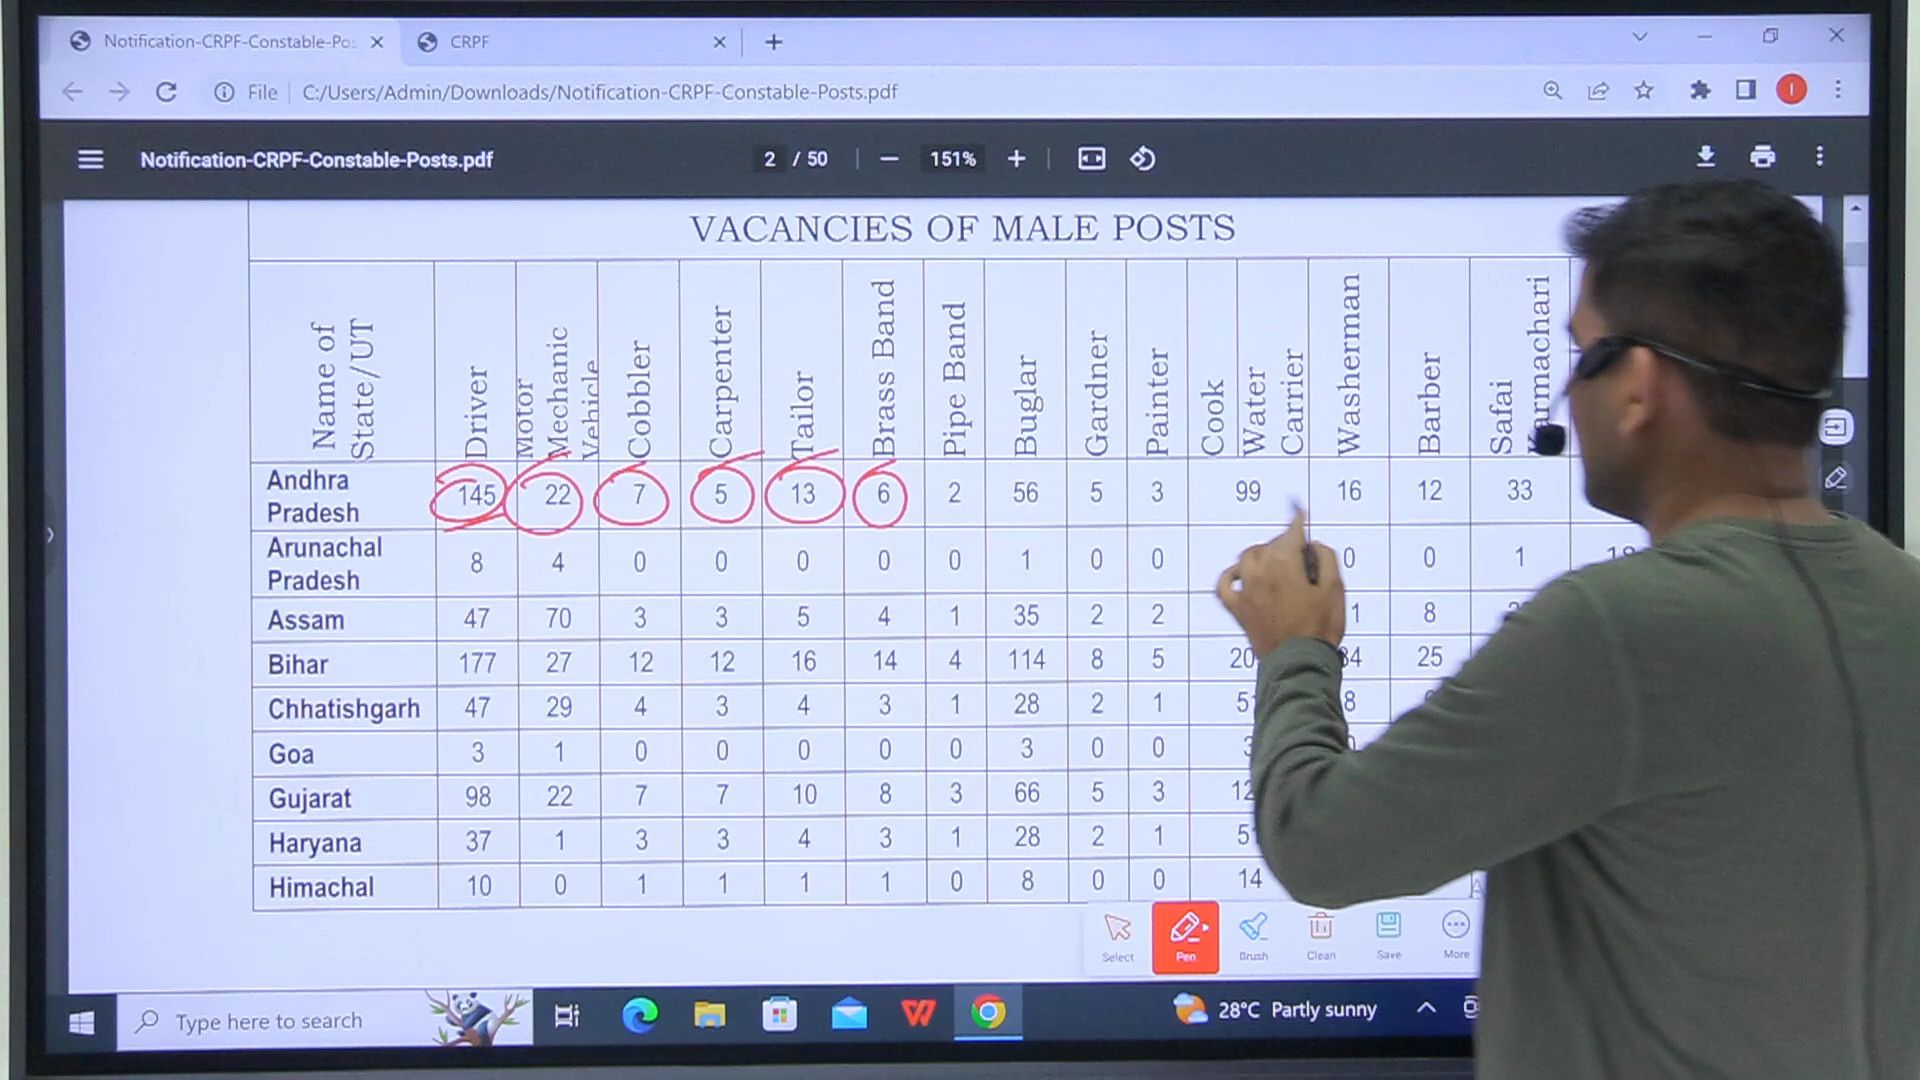 Notification-CRPF-Constable-Po
CRPF
File
C:/Users/Admin/Downloads/Notification-CRPF-Constable-Posts.pdf
I
Notification-CRPF-Constable-Posts.pdf
2 / 50
151%
VACANCIES OF MALE POSTS
Name of State/UT Driver Motor Mechanic Vehicle Cobbler Carpenter Tailor Brass Band Pipe Band Buglar Gardner Painter Cook Water Carrier Washerman Barber Safai Karmachari
Andhra Pradesh 145 22 7 5 13 6 2 56 5 3 99 16 12 33
Arunachal Pradesh 8 4 0 0 0 0 0 1 0 0 0 0 1
Assam 47 70 3 3 5 4 1 35 2 2 8
Bihar 177 27 12 12 16 14 4 114 8 5 25
Chhatishgarh 47 29 4 3 4 3 1 28 2 1
Goa 3 1 0 0 0 0 0 3 0 0
Gujarat 98 22 7 7 10 8 3 66 5 3
Haryana 37 1 3 3 4 3 1 28 2 1
Himachal 10 0 1 1 1 1 0 8 0 0 14
Select
Pen
Brush
Clean
Save
More
Type here to search
28°C Partly sunny